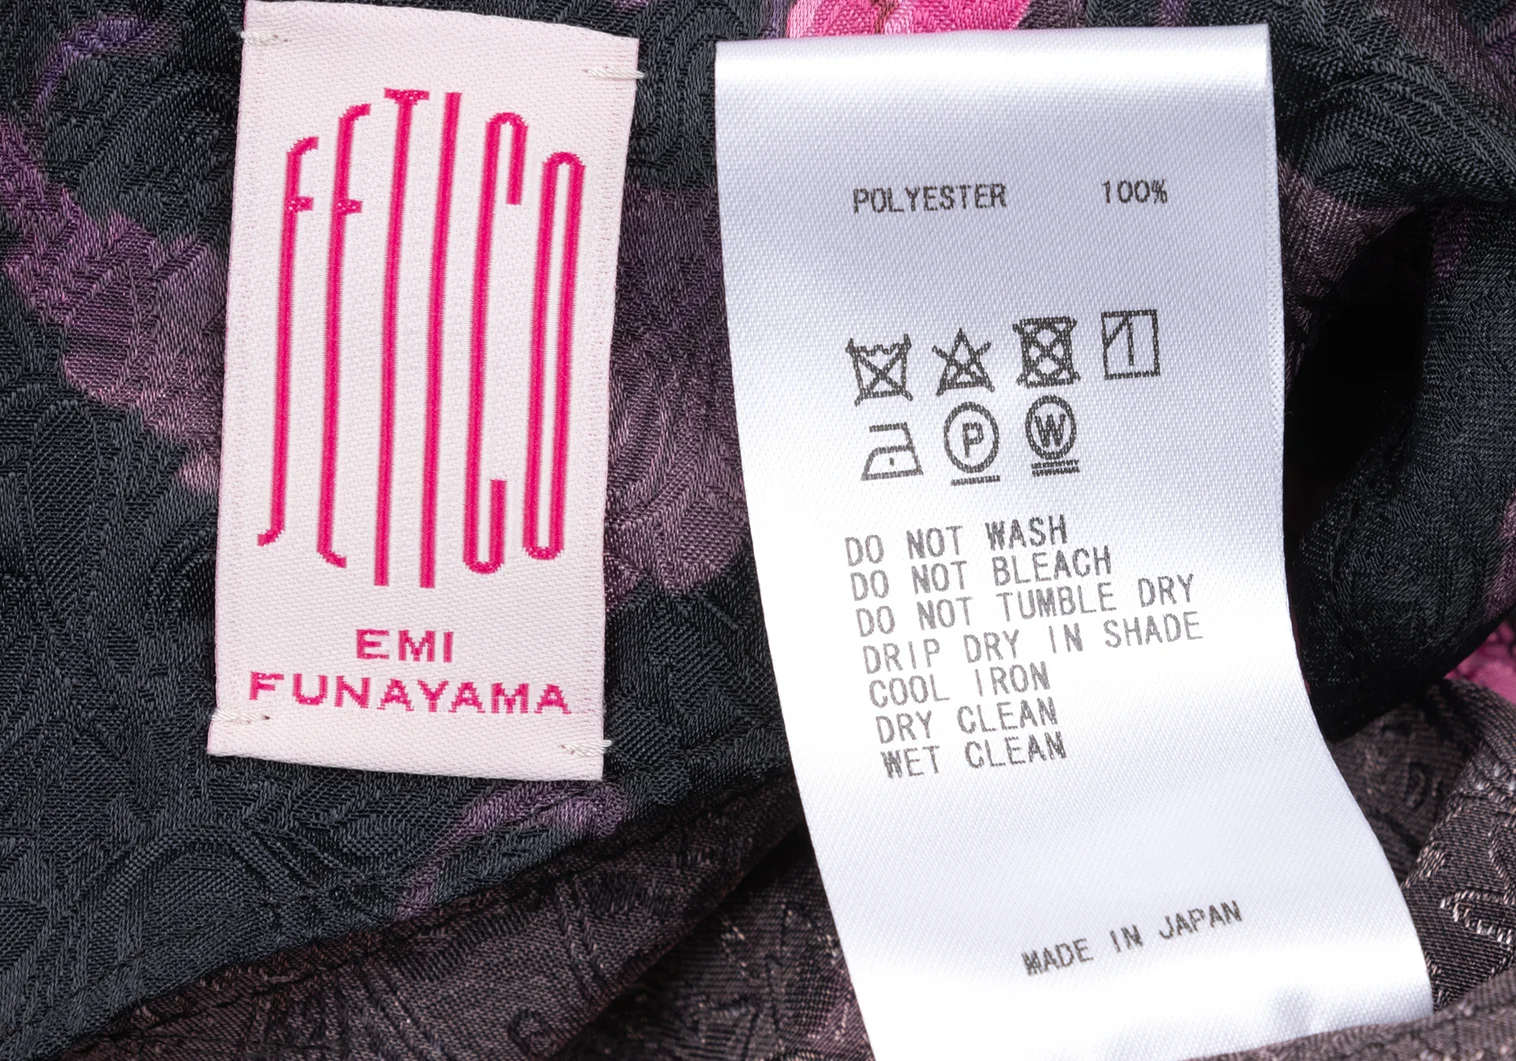 FETICO
EMI
FUNAYAMA
POLYESTER 100%
P W
DO NOT WASH
DO NOT BLEACH
DO NOT TUMBLE DRY
DRIP DRY IN SHADE
COOL IRON
DRY CLEAN
WET CLEAN
MADE IN JAPAN